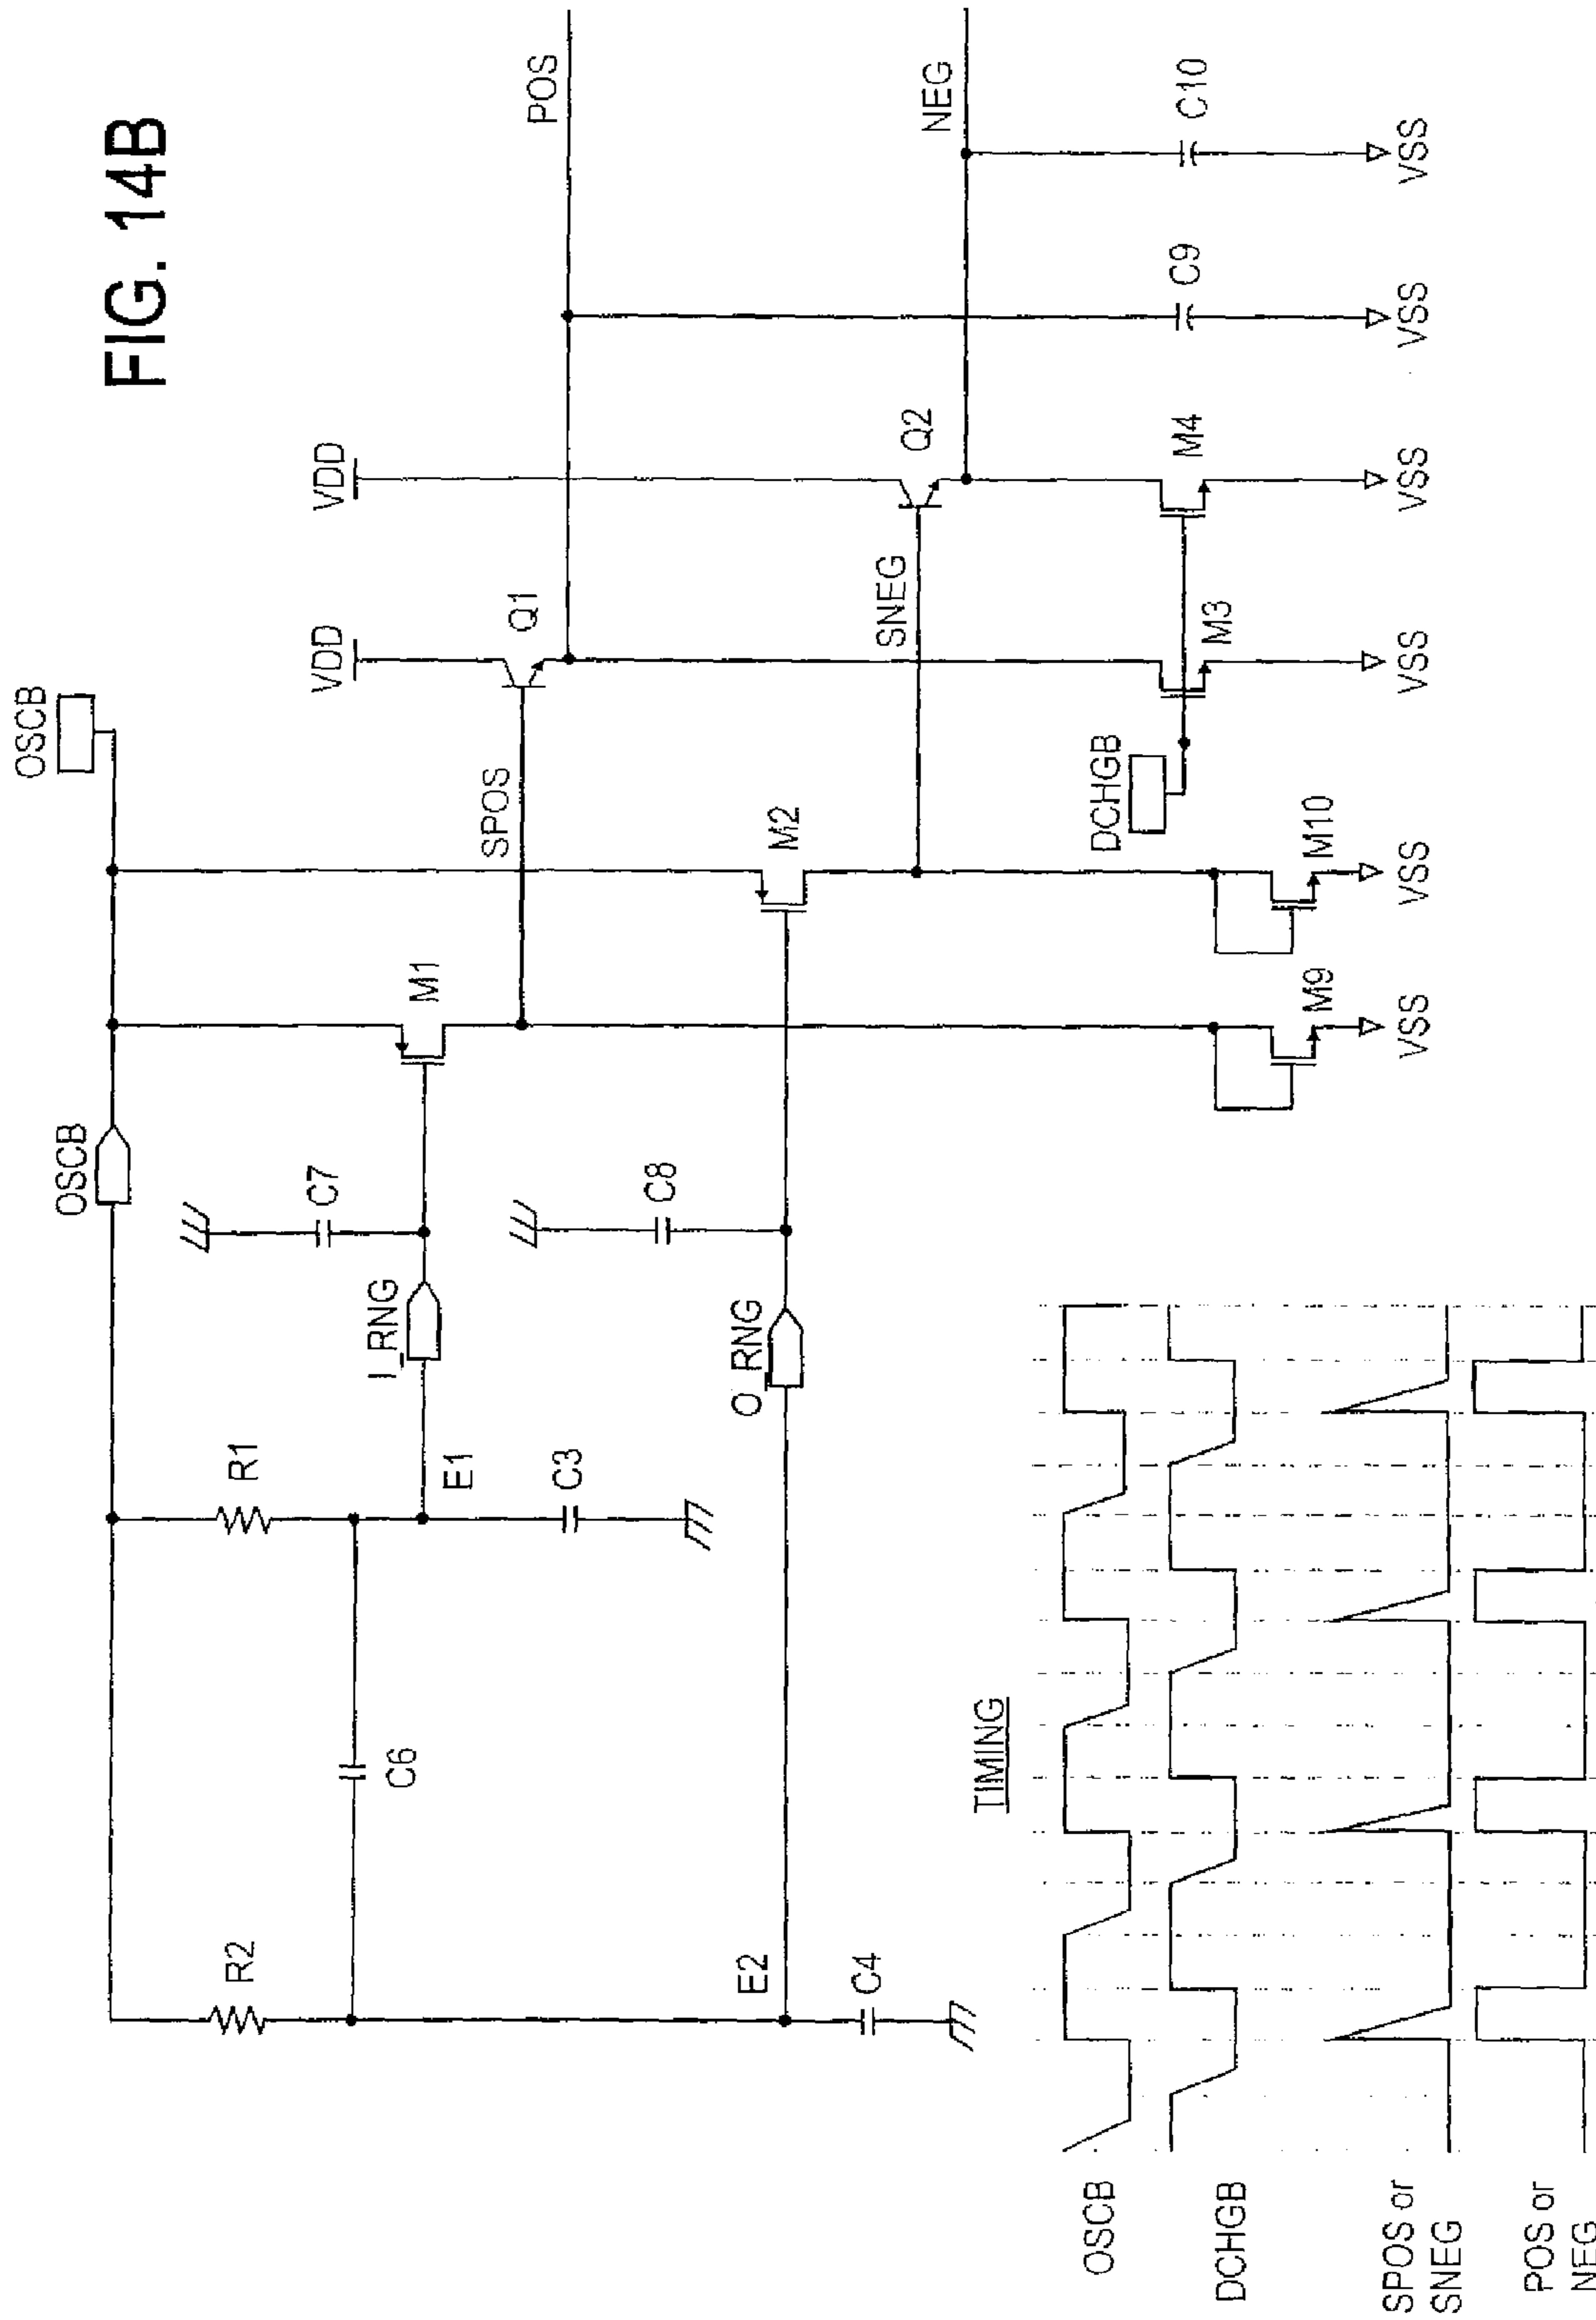 FIG. 14B
OSCB
OSCB
VDD
VDD
POS
R2
R1
C7
M1
Q1
I_RNG
SPOS
E1
C6
C3
C8
M2
Q2
NEG
SNEG
O_RNG
E2
C4
DCHGB
M3
M4
C9
C10
M9
M10
VSS
VSS
VSS
VSS
VSS
VSS
TIMING
OSCB
DCHGB
SPOS or
SNEG
POS or
NEG